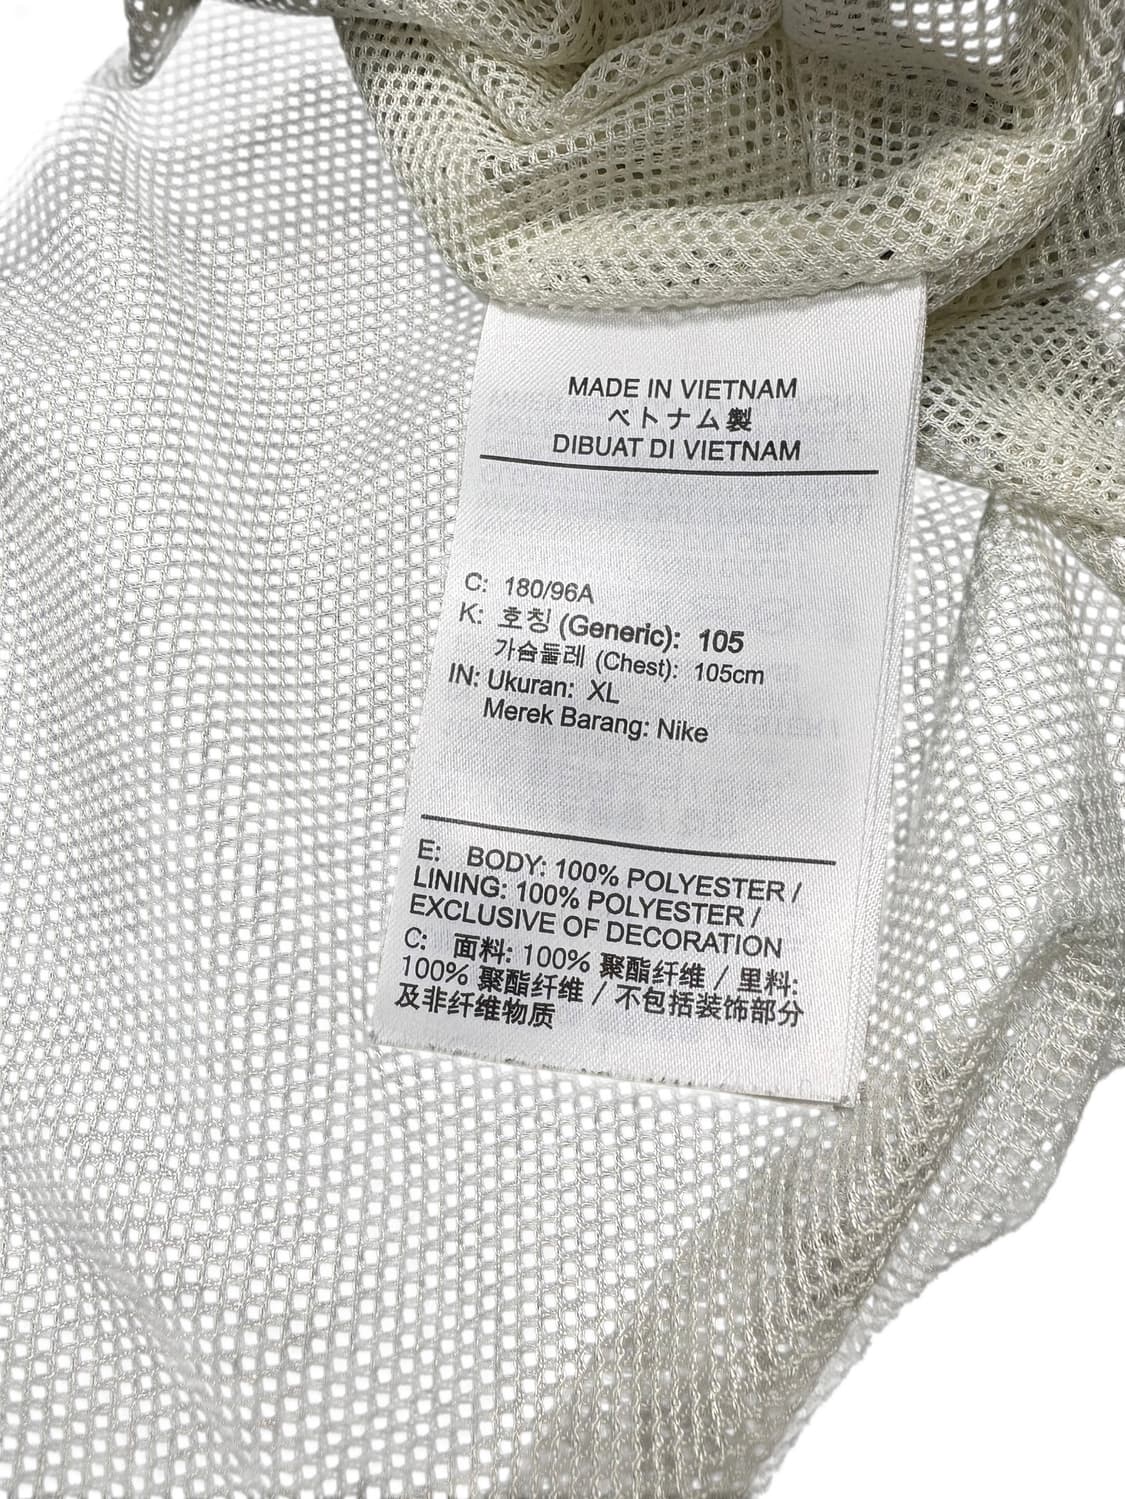 MADE IN VIETNAM
ベトナム製
DIBUAT DI VIETNAM
C: 180/96A
K: 호칭 (Generic): 105
가슴둘레 (Chest): 105cm
IN: Ukuran: XL
Merek Barang: Nike
E: BODY: 100% POLYESTER /
LINING: 100% POLYESTER /
EXCLUSIVE OF DECORATION
C: 面料: 100% 聚酯纤维 / 里料:
100% 聚酯纤维 / 不包括装饰部分
及非纤维物质